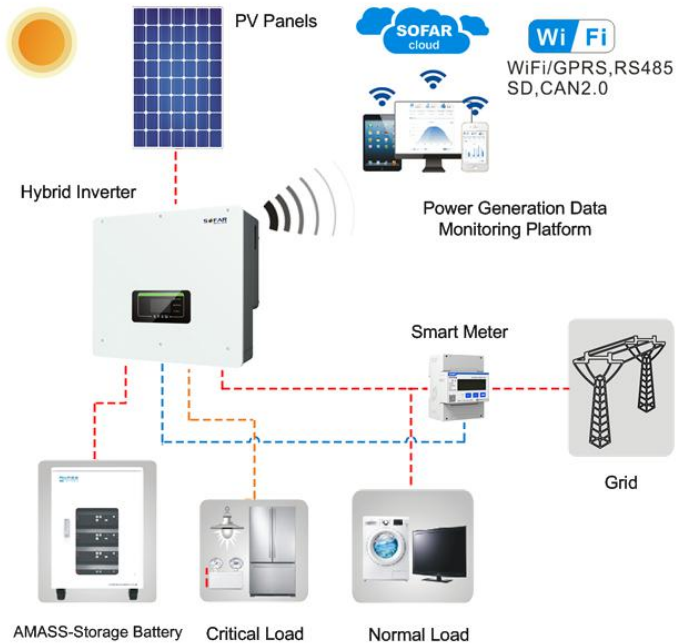 PV Panels
SOFAR
cloud
Wi Fi
WiFi/GPRS,RS485
SD,CAN2.0
Hybrid Inverter
SOFAR
Power Generation Data
Monitoring Platform
Smart Meter
Grid
AMASS-Storage Battery
Critical Load
Normal Load